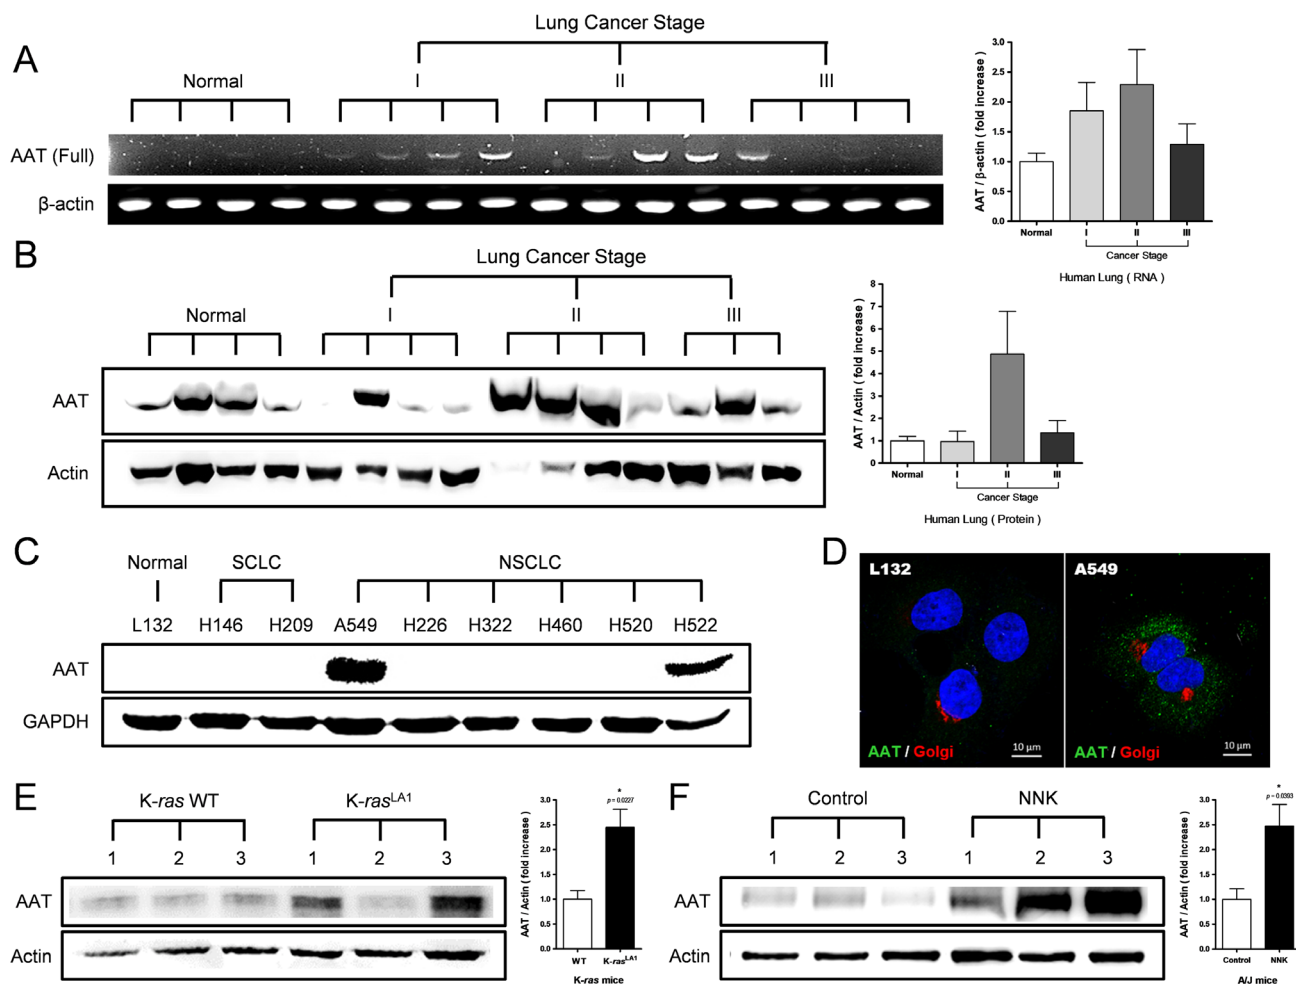 A
Lung Cancer Stage
Normal
I
II
III
AAT (Full)
β-actin
3.0
2.5
2.0
1.5
1.0
0.5
0.0
AAT / β-actin ( fold increase )
Normal
I
II
III
Cancer Stage
Human Lung ( RNA )
B
Lung Cancer Stage
Normal
I
II
III
AAT
Actin
8
7
6
5
4
3
2
1
0
AAT / Actin ( fold increase )
Normal
I
II
III
Cancer Stage
Human Lung ( Protein )
C
Normal
SCLC
NSCLC
L132
H146
H209
A549
H226
H322
H460
H520
H522
AAT
GAPDH
D
L132
AAT / Golgi
10 μm
A549
AAT / Golgi
10 μm
E
K-ras WT
K-rasLA1
1
2
3
1
2
3
AAT
Actin
3.0
2.5
2.0
1.5
1.0
0.5
0.0
AAT / Actin ( fold increase )
*
p = 0.0227
WT
K-rasLA1
K-ras mice
F
Control
NNK
1
2
3
1
2
3
AAT
Actin
3.0
2.5
2.0
1.5
1.0
0.5
0.0
AAT / Actin ( fold increase )
*
p = 0.0393
Control
NNK
A/J mice